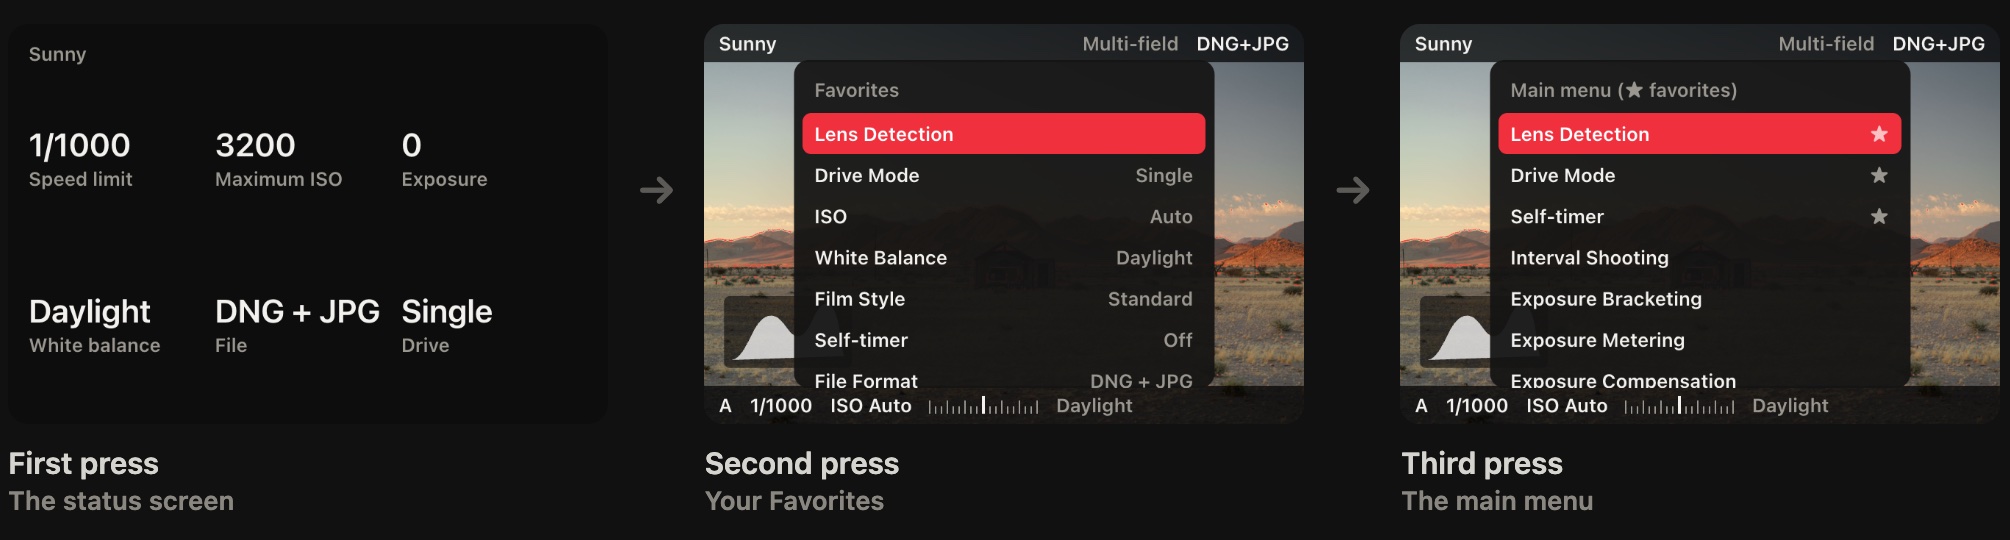 Sunny
1/1000 3200 0
Speed limit Maximum ISO Exposure
Daylight DNG + JPG Single
White balance File Drive
First press
The status screen
Sunny Multi-field DNG+JPG
Favorites
Lens Detection
Drive Mode Single
ISO Auto
White Balance Daylight
Film Style Standard
Self-timer Off
File Format DNG + JPG
A 1/1000 ISO Auto Daylight
Second press
Your Favorites
Sunny Multi-field DNG+JPG
Main menu (★ favorites)
Lens Detection ★
Drive Mode ★
Self-timer ★
Interval Shooting
Exposure Bracketing
Exposure Metering
Exposure Compensation
A 1/1000 ISO Auto Daylight
Third press
The main menu